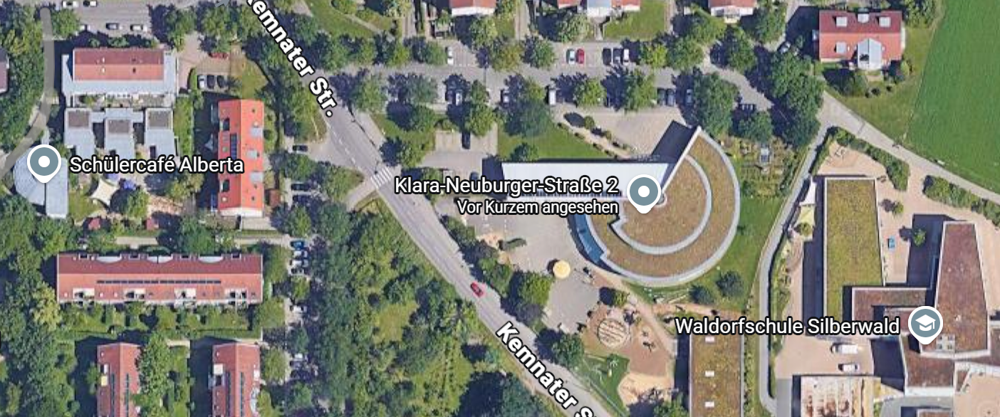 Kemnater Str.
Schülercafé Alberta
Klara-Neuburger-Straße 2
Vor Kurzem angesehen
Waldorfschule Silberwald
Kemnater S